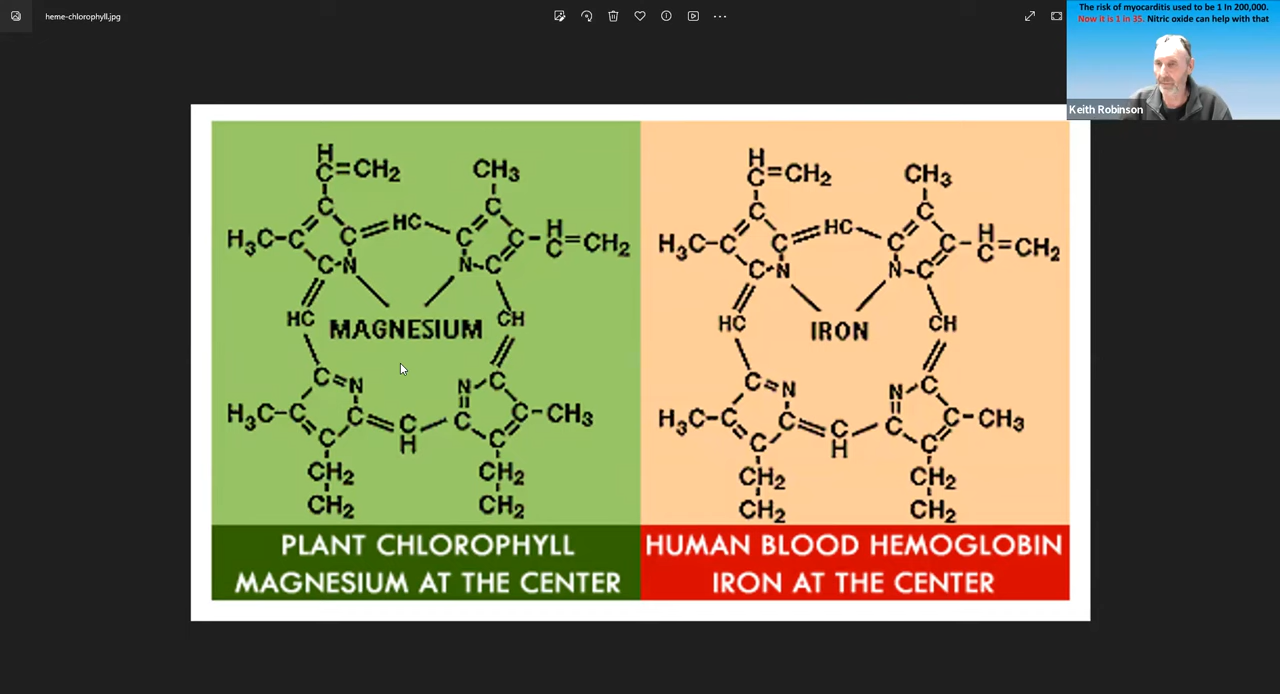 heme-chlorophyll.jpg
The risk of myocarditis used to be 1 In 200,000.
Now it is 1 in 35. Nitric oxide can help with that
Keith Robinson
H
C=CH2
CH3
H3C-C
C
C
HC
C
C
C
H
C=CH2
C
N
N
C
HC
MAGNESIUM
CH
C
N
N
C
H3C-C
C
C
H
C
C
C-CH3
C
C
CH2
CH2
CH2
CH2
H
C=CH2
CH3
H3C-C
C
C
HC
C
C
C
H
C=CH2
C
N
N
C
HC
IRON
CH
C
N
N
C
H3C-C
C
C
H
C
C
C-CH3
C
C
CH2
CH2
CH2
CH2
PLANT CHLOROPHYLL
MAGNESIUM AT THE CENTER
HUMAN BLOOD HEMOGLOBIN
IRON AT THE CENTER